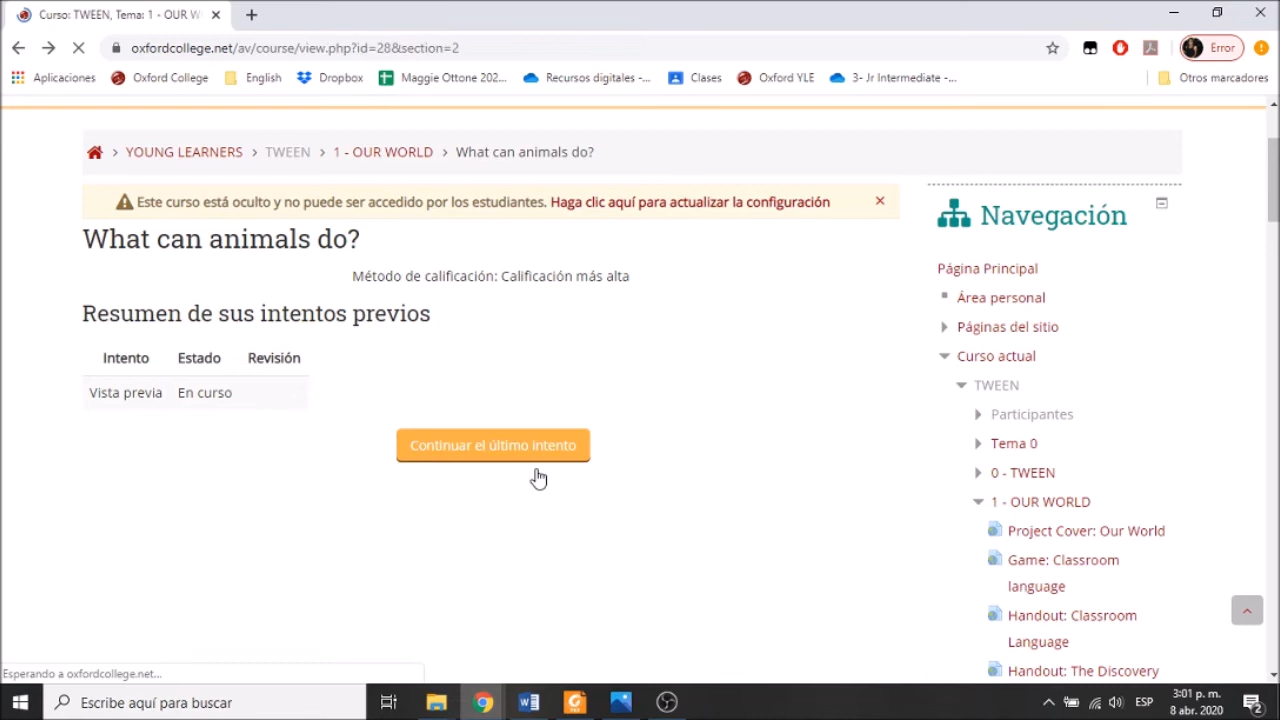 Curso: TWEEN, Tema: 1 - OUR W
oxfordcollege.net/av/course/view.php?id=28&section=2
Error
Aplicaciones
Oxford College
English
Dropbox
Maggie Ottone 202...
Recursos digitales -...
Clases
Oxford YLE
3- Jr Intermediate -...
Otros marcadores
YOUNG LEARNERS > TWEEN > 1 - OUR WORLD > What can animals do?
Este curso está oculto y no puede ser accedido por los estudiantes. Haga clic aquí para actualizar la configuración
What can animals do?
Método de calificación: Calificación más alta
Resumen de sus intentos previos
Intento Estado Revisión
Vista previa En curso
Continuar el último intento
Navegación
Página Principal
Área personal
Páginas del sitio
Curso actual
TWEEN
Participantes
Tema 0
0 - TWEEN
1 - OUR WORLD
Project Cover: Our World
Game: Classroom
language
Handout: Classroom
Language
Handout: The Discovery
Esperando a oxfordcollege.net...
Escribe aquí para buscar
ESP
3:01 p. m.
8 abr. 2020
2